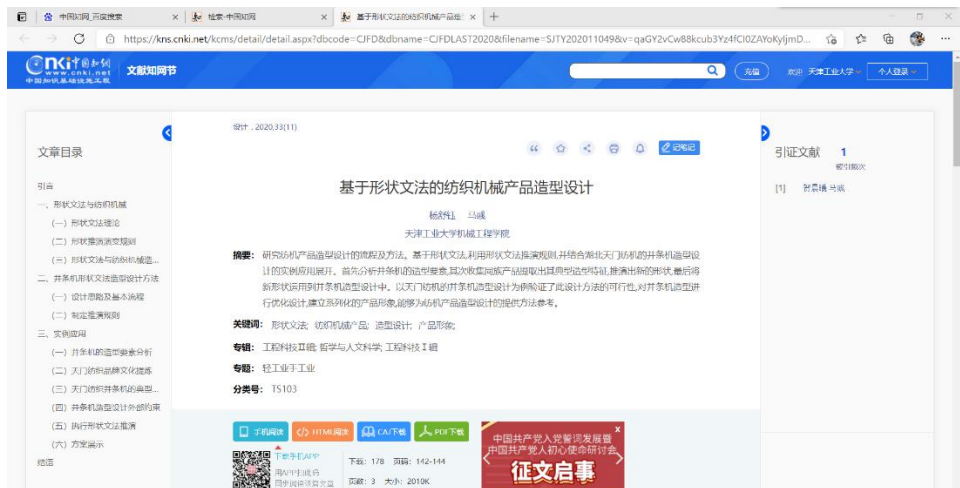 中国知网_百度搜索
检索-中国知网
基于形状文法的纺织机械产品造
https://kns.cnki.net/kcms/detail/detail.aspx?dbcode=CJFD&dbname=CJFDLAST2020&filename=SJTY202011049&v=qaGY2vCw88kcub3Yz4fCI0ZAYoKyljmD...
www.cnki.net
中国知识基础设施工程
文献知网节
充值
欢迎 天津工业大学
个人登录
设计 . 2020,33(11)
记笔记
文章目录
引言
一、形状文法与纺织机械
(一) 形状文法理论
(二) 形状推演演变规则
(三) 形状文法与纺织机械造...
二、并条机形状文法造型设计方法
(一) 设计思路及基本流程
(二) 制定推演规则
三、实例应用
(一) 并条机的造型要素分析
(二) 天门纺织品牌文化提炼
(三) 天门纺织并条机的典型...
(四) 并条机造型设计外部约束
(五) 执行形状文法推演
(六) 方案展示
结语
基于形状文法的纺织机械产品造型设计
马彧
天津工业大学机械工程学院
摘要: 研究纺机产品造型设计的流程及方法。基于形状文法,利用形状文法推演规则,并结合湖北天门纺机的并条机造型设
计的实例应用展开。首先分析并条机的造型要素,其次收集同族产品提取出其典型造型特征,推演出新的形状,最后将
新形状运用到并条机造型设计中。以天门纺机的并条机造型设计为例验证了此设计方法的可行性,对并条机造型进
行优化设计,建立系列化的产品形象,能够为纺机产品造型设计的提供方法参考。
关键词: 形状文法; 纺织机械产品; 造型设计; 产品形象;
专辑: 工程科技Ⅱ辑; 哲学与人文科学; 工程科技Ⅰ辑
专题: 轻工业手工业
分类号: TS103
手机阅读
HTML阅读
CAJ下载
PDF下载
下载手机APP
用APP扫此码
同步阅读该篇文章
下载: 178 页码: 142-144
页数: 3 大小: 2010K
中国共产党入党誓词发展暨
中国共产党人初心使命研讨会
征文启事
引证文献 1
被引频次
[1] 马彧